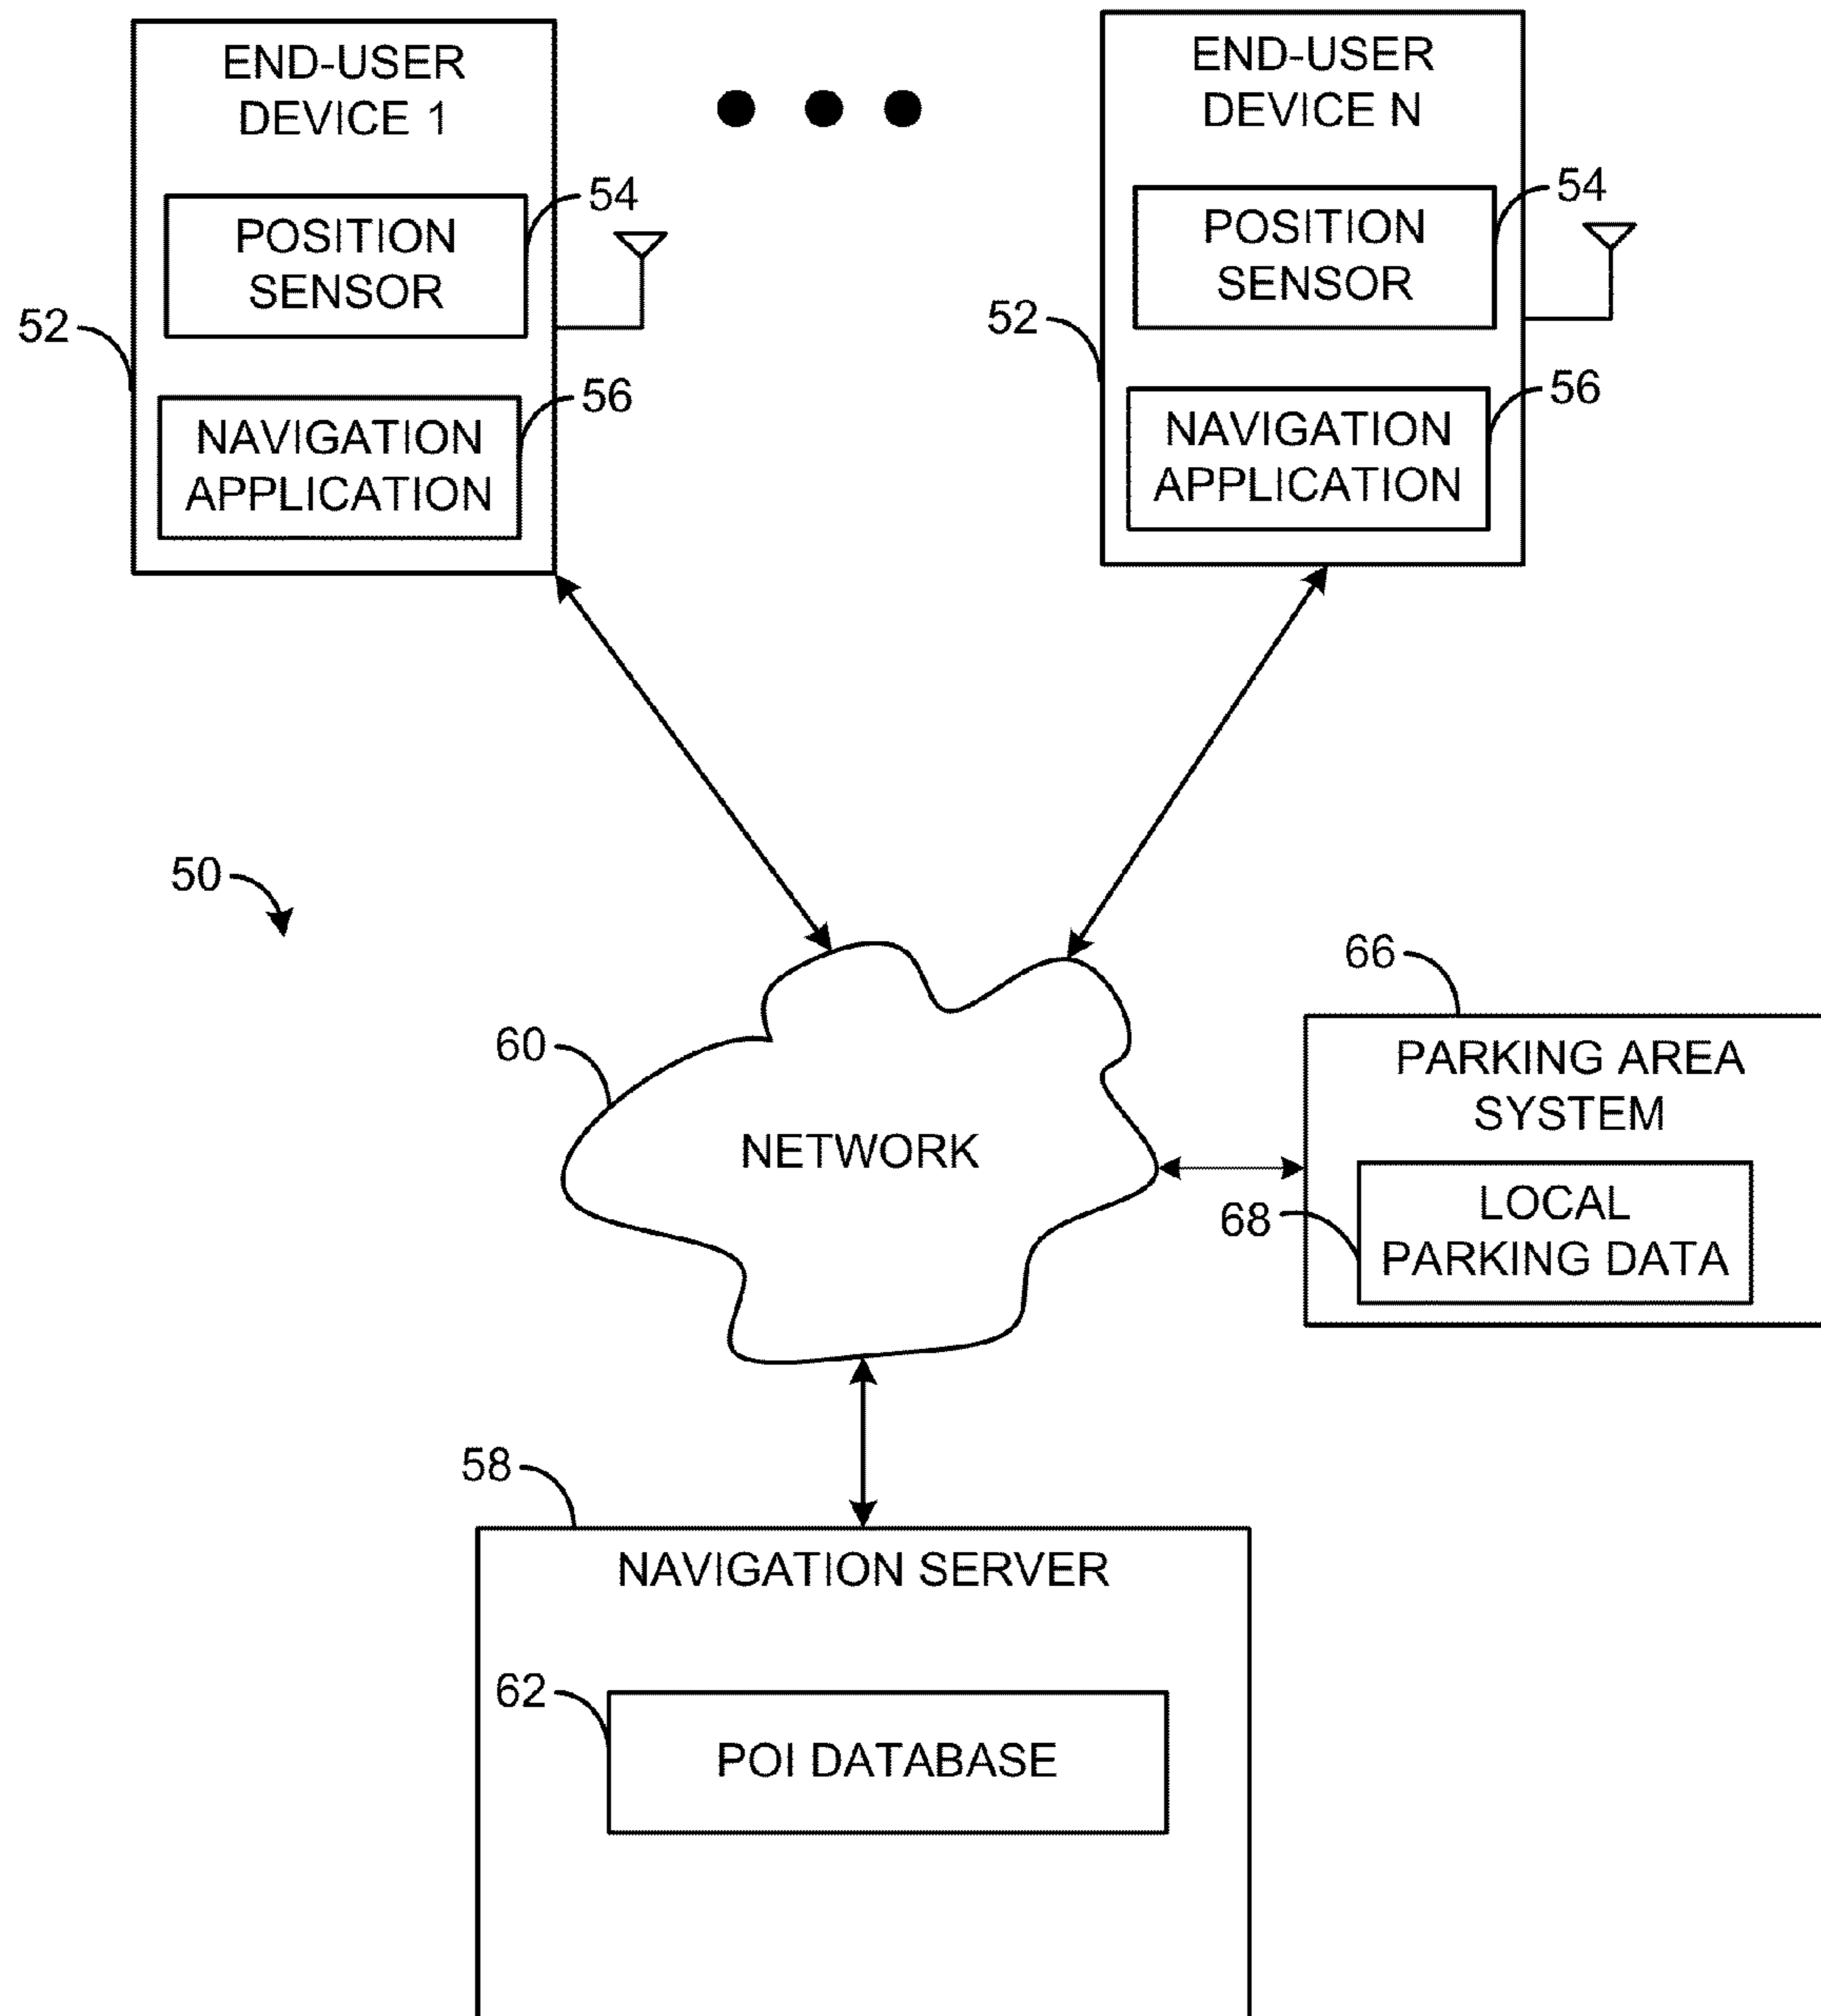 END-USER
DEVICE 1
POSITION
SENSOR
54
52
NAVIGATION
APPLICATION
56
END-USER
DEVICE N
POSITION
SENSOR
54
52
NAVIGATION
APPLICATION
56
50
60
NETWORK
66
PARKING AREA
SYSTEM
68
LOCAL
PARKING DATA
58
NAVIGATION SERVER
62
POI DATABASE